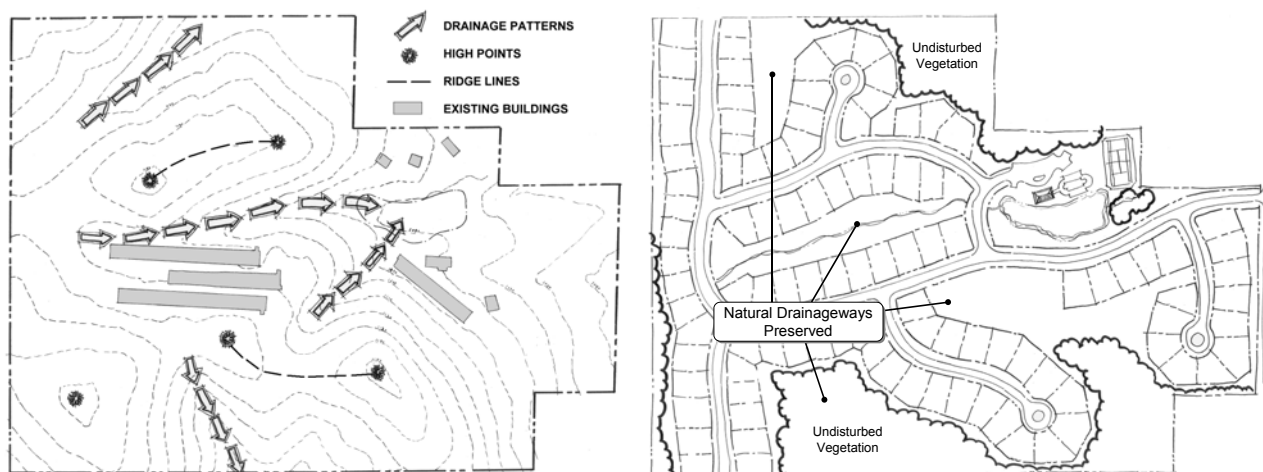 DRAINAGE PATTERNS
HIGH POINTS
RIDGE LINES
EXISTING BUILDINGS
Undisturbed
Vegetation
Natural Drainageways
Preserved
Undisturbed
Vegetation